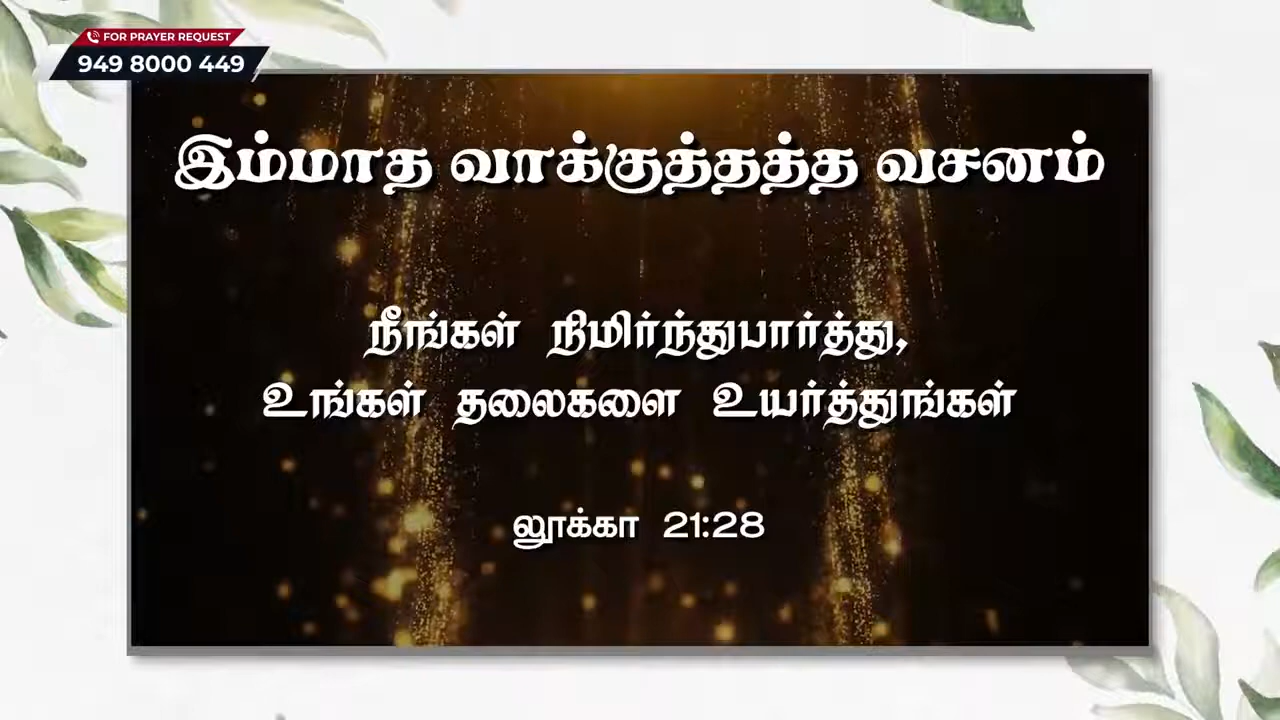 FOR PRAYER REQUEST
949 8000 449
இம்மாத வாக்குத்தத்த வசனம்
நீங்கள் நிமிர்ந்துபார்த்து,
உங்கள் தலைகளை உயர்த்துங்கள்
லூக்கா 21:28